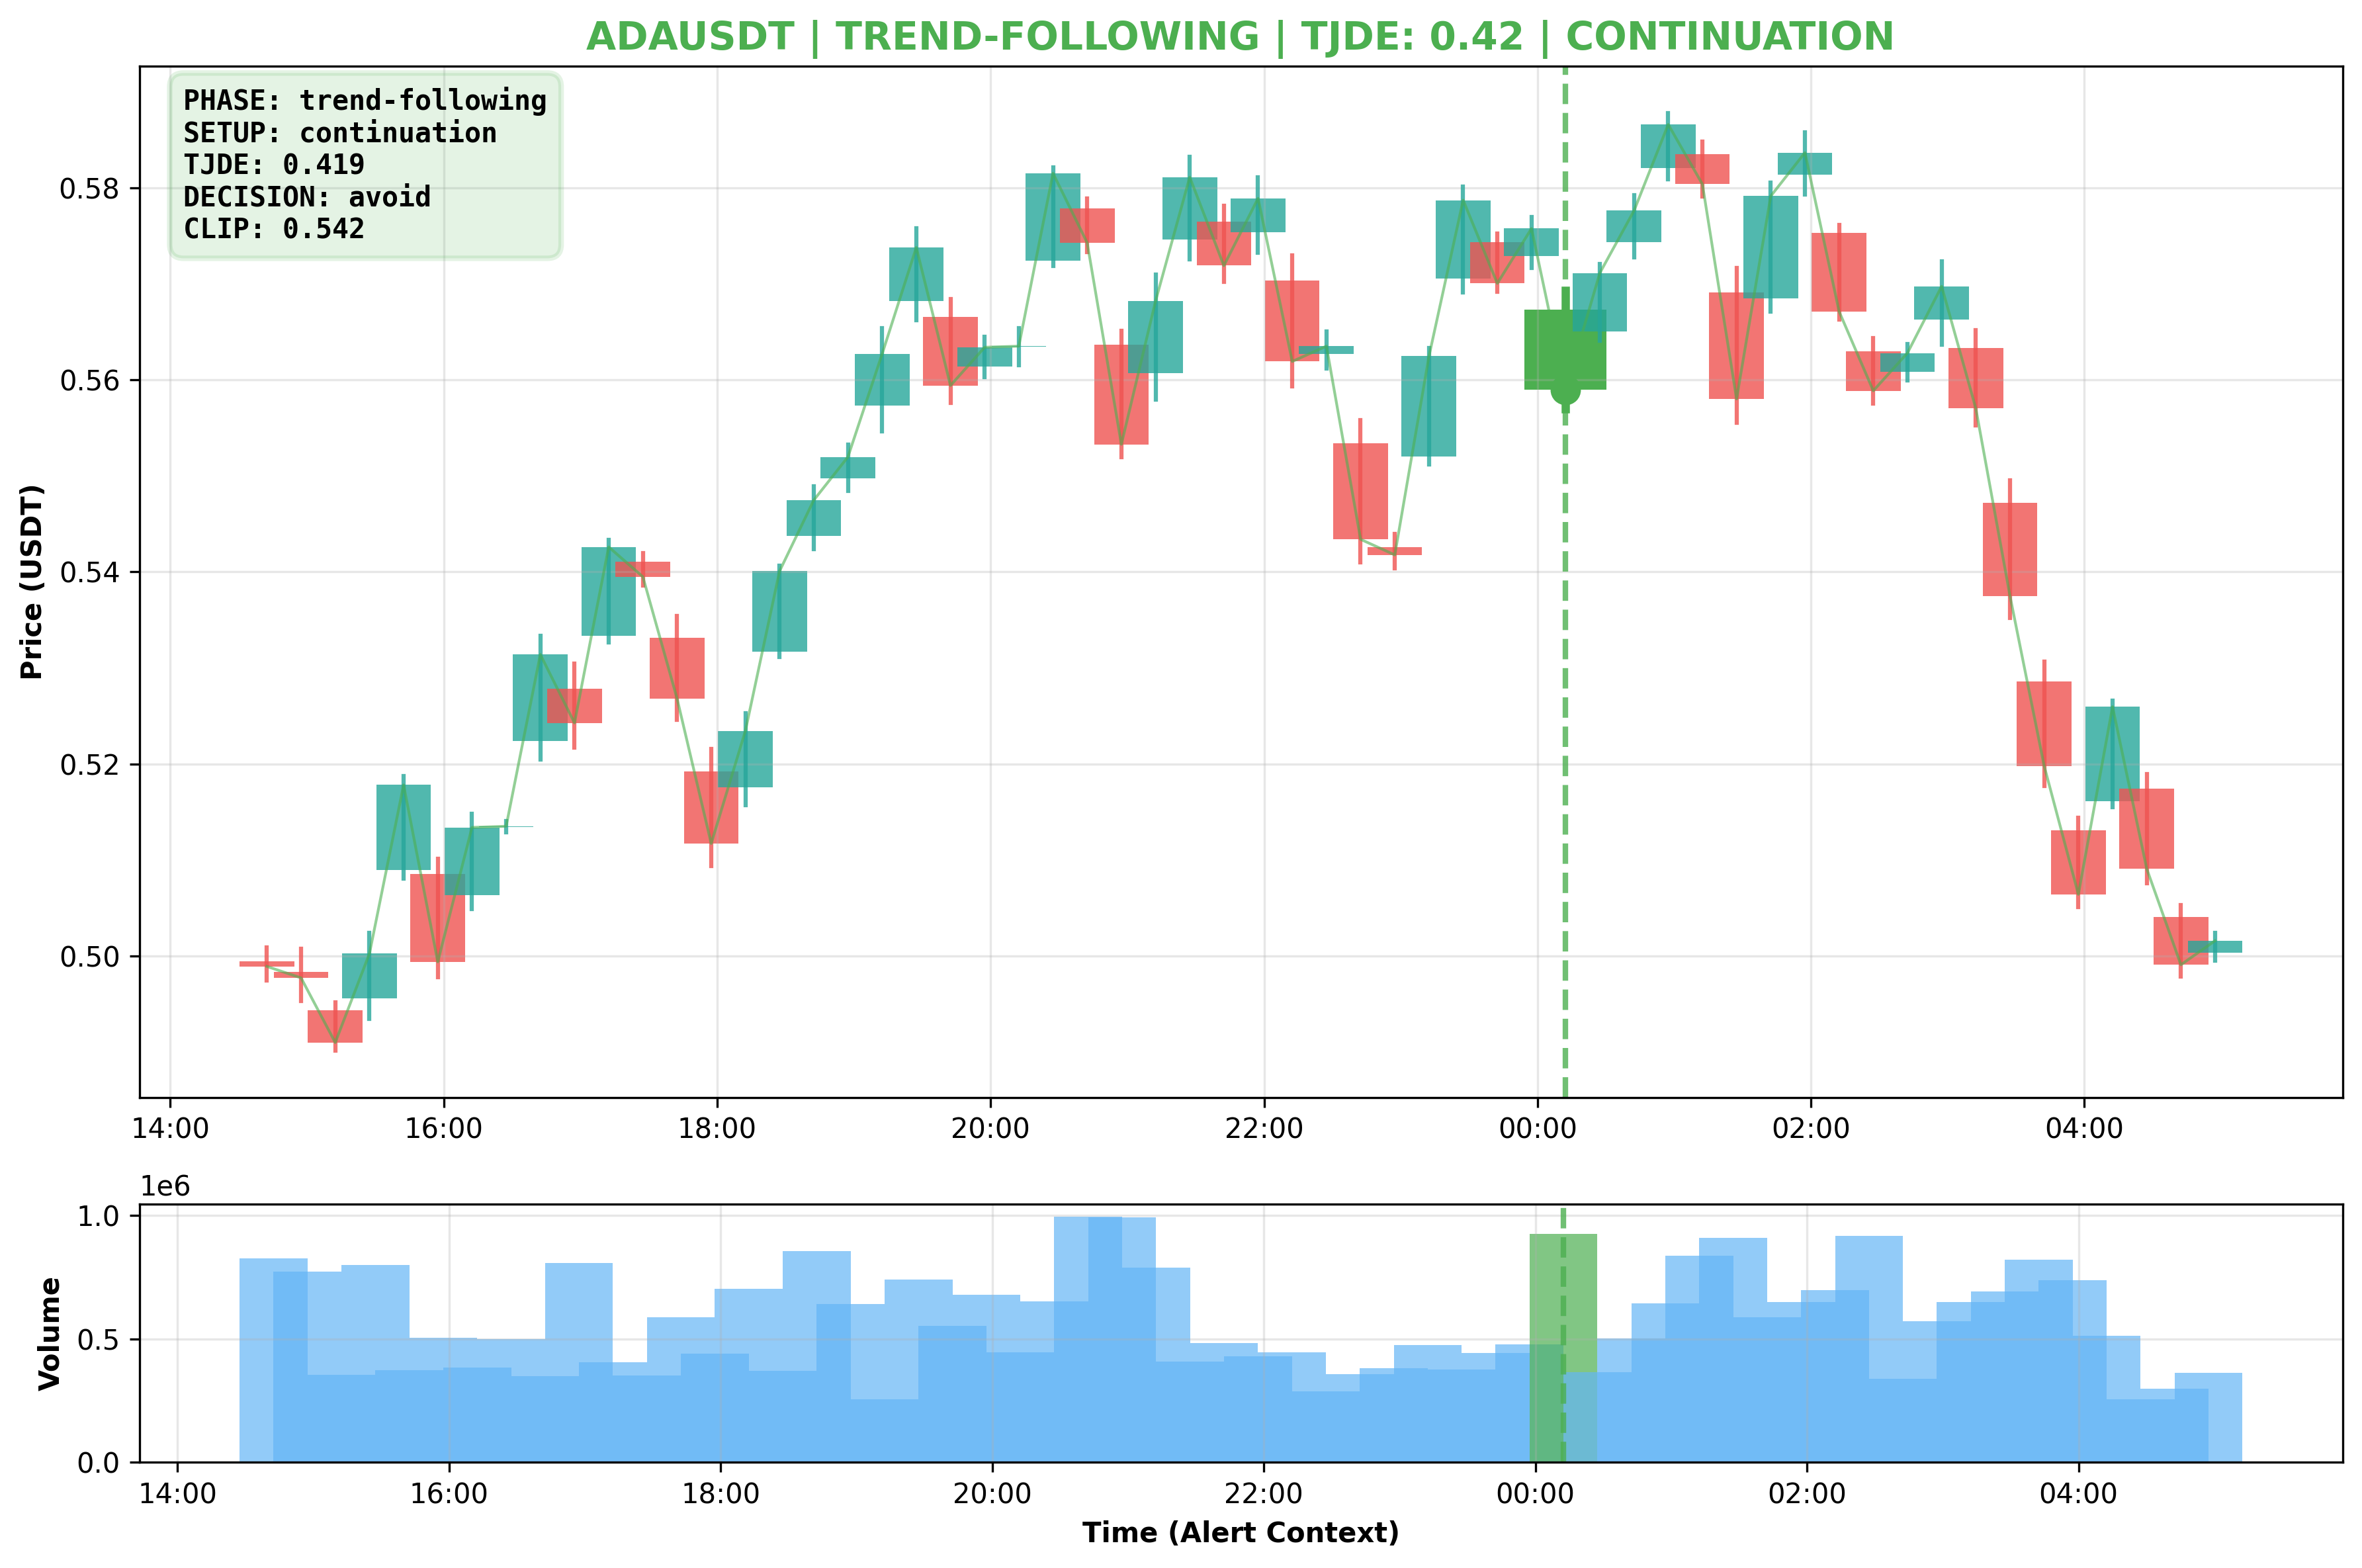 ADAUSDT | TREND-FOLLOWING | TJDE: 0.42 | CONTINUATION
PHASE: trend-following
SETUP: continuation
TJDE: 0.419
DECISION: avoid
CLIP: 0.542
Price (USDT)
0.58
0.56
0.54
0.52
0.50
14:00 16:00 18:00 20:00 22:00 00:00 02:00 04:00
1e6
Volume
1.0
0.5
0.0
14:00 16:00 18:00 20:00 22:00 00:00 02:00 04:00
Time (Alert Context)